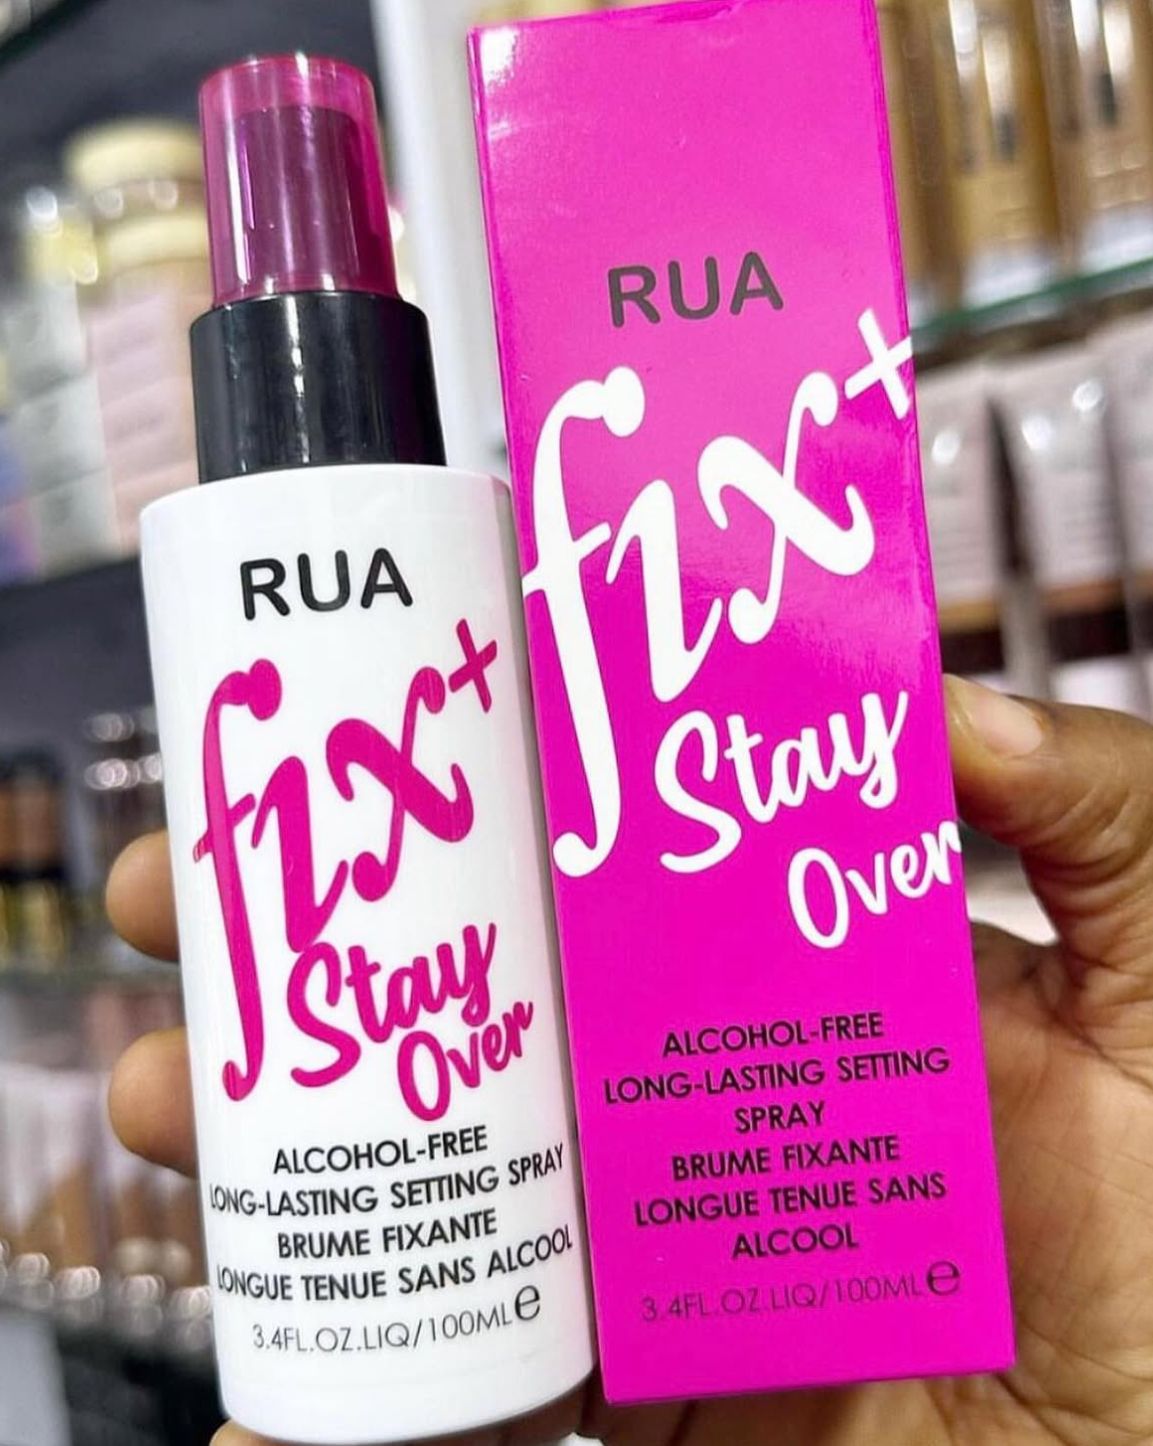 RUA
fix+
Stay
Over
ALCOHOL-FREE
LONG-LASTING SETTING SPRAY
BRUME FIXANTE
LONGUE TENUE SANS ALCOOL
3.4FL.OZ.LIQ/100ML℮
RUA
fix+
Stay
Over
ALCOHOL-FREE
LONG-LASTING SETTING
SPRAY
BRUME FIXANTE
LONGUE TENUE SANS
ALCOOL
3.4FL.OZ.LIQ/100ML℮